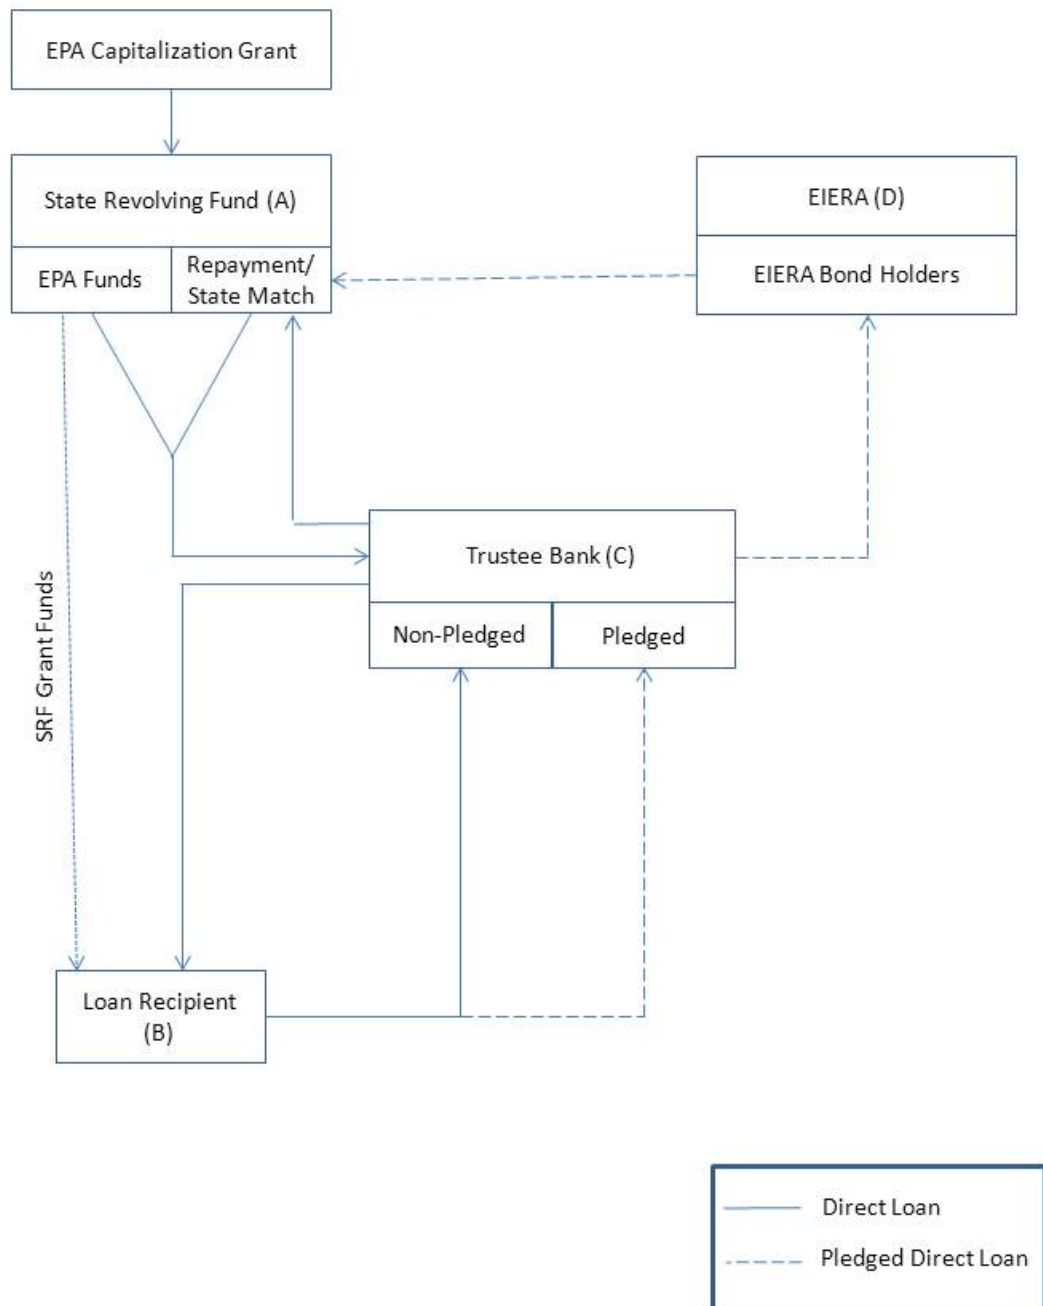 EPA Capitalization Grant
State Revolving Fund (A)
EPA Funds
Repayment/
State Match
EIERA (D)
EIERA Bond Holders
Trustee Bank (C)
Non-Pledged
Pledged
SRF Grant Funds
Loan Recipient
(B)
Direct Loan
Pledged Direct Loan